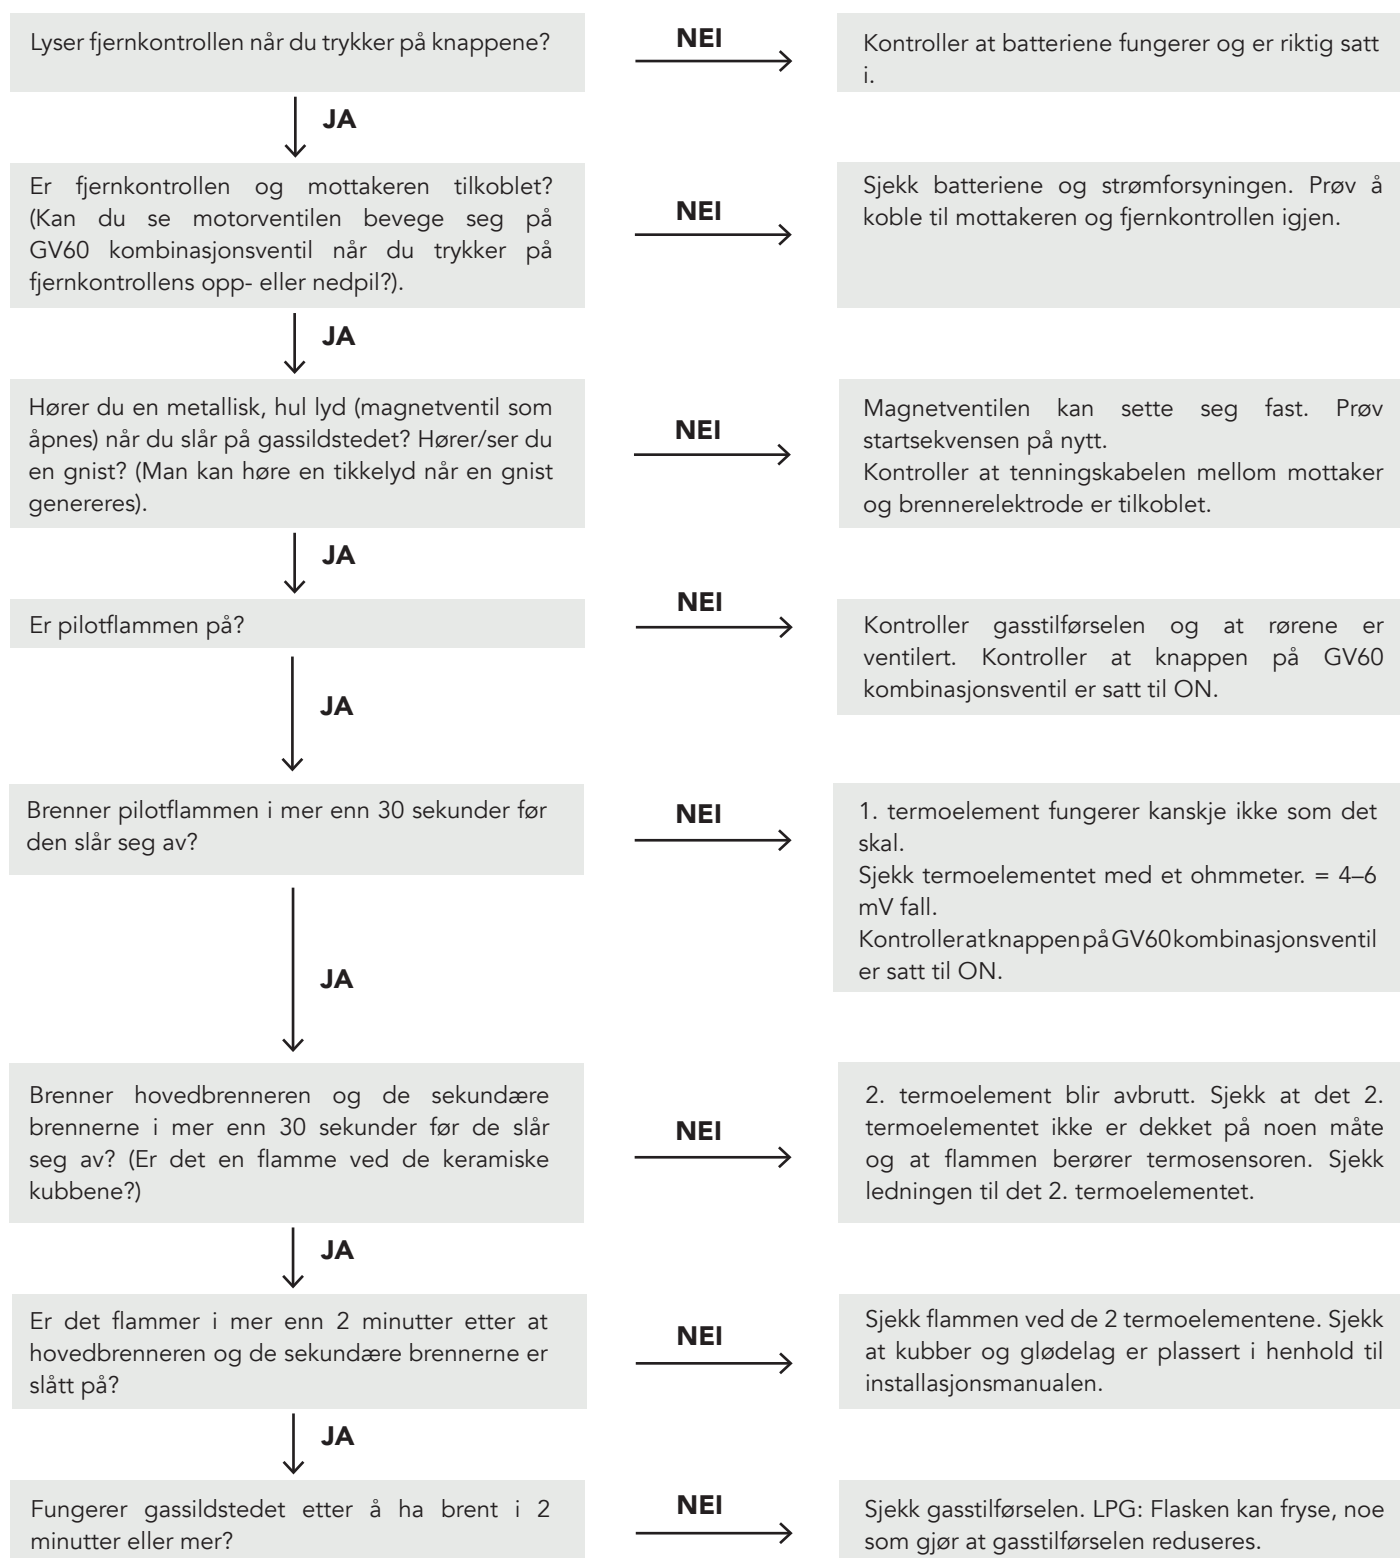 Lyser fjernkontrollen når du trykker på knappene?
NEI
Kontroller at batteriene fungerer og er riktig satt
i.
JA
Er fjernkontrollen og mottakeren tilkoblet?
(Kan du se motorventilen bevege seg på
GV60 kombinasjonsventil når du trykker på
fjernkontrollens opp- eller nedpil?).
NEI
Sjekk batteriene og strømforsyningen. Prøv å
koble til mottakeren og fjernkontrollen igjen.
JA
Hører du en metallisk, hul lyd (magnetventil som
åpnes) når du slår på gassildstedet? Hører/ser du
en gnist? (Man kan høre en tikkelyd når en gnist
genereres).
NEI
Magnetventilen kan sette seg fast. Prøv
startsekvensen på nytt.
Kontroller at tenningskabelen mellom mottaker
og brennerelektrode er tilkoblet.
JA
Er pilotflammen på?
NEI
Kontroller gasstilførselen og at rørene er
ventilert. Kontroller at knappen på GV60
kombinasjonsventil er satt til ON.
JA
Brenner pilotflammen i mer enn 30 sekunder før
den slår seg av?
NEI
1. termoelement fungerer kanskje ikke som det
skal.
Sjekk termoelementet med et ohmmeter. = 4–6
mV fall.
Kontroller at knappen på GV60 kombinasjonsventil
er satt til ON.
JA
Brenner hovedbrenneren og de sekundære
brennerne i mer enn 30 sekunder før de slår
seg av? (Er det en flamme ved de keramiske
kubbene?)
NEI
2. termoelement blir avbrutt. Sjekk at det 2.
termoelementet ikke er dekket på noen måte
og at flammen berører termosensoren. Sjekk
ledningen til det 2. termoelementet.
JA
Er det flammer i mer enn 2 minutter etter at
hovedbrenneren og de sekundære brennerne er
slått på?
NEI
Sjekk flammen ved de 2 termoelementene. Sjekk
at kubber og glødelag er plassert i henhold til
installasjonsmanualen.
JA
Fungerer gassildstedet etter å ha brent i 2
minutter eller mer?
NEI
Sjekk gasstilførselen. LPG: Flasken kan fryse, noe
som gjør at gasstilførselen reduseres.